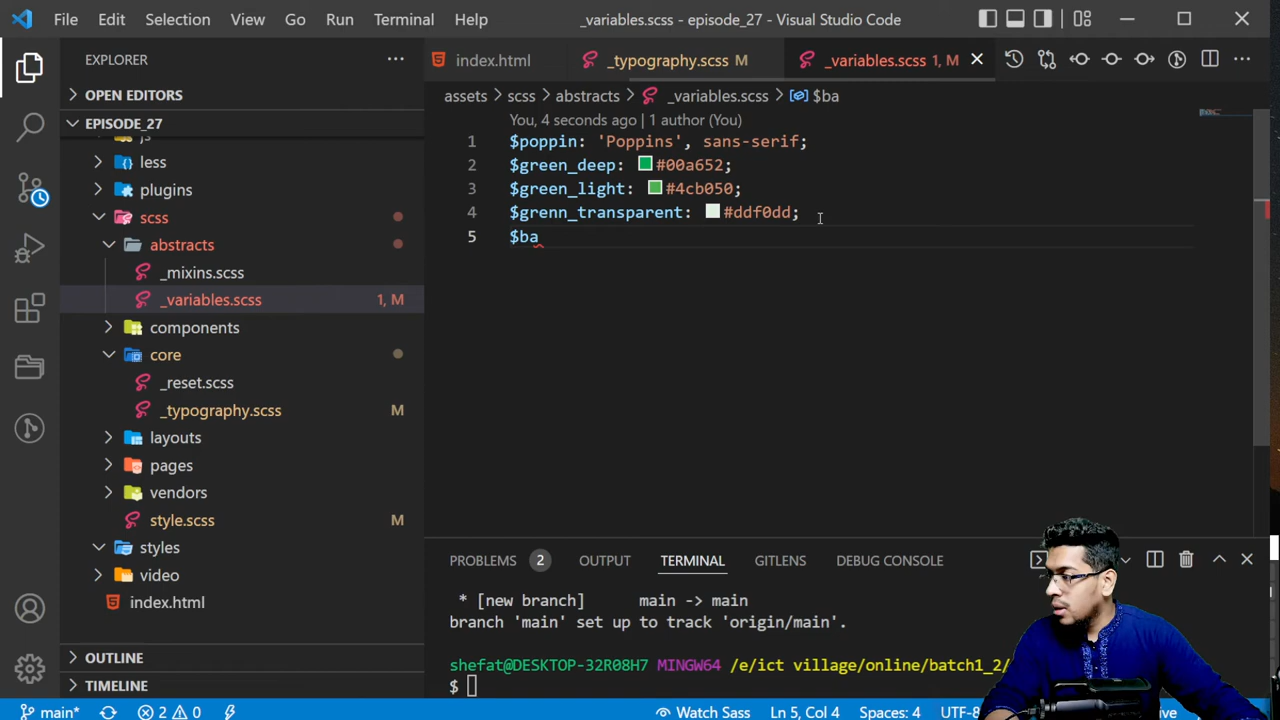 File Edit Selection View Go Run Terminal Help _variables.scss - episode_27 - Visual Studio Code
EXPLORER
OPEN EDITORS
EPISODE_27
js
less
plugins
scss
abstracts
_mixins.scss
_variables.scss 1, M
components
core
_reset.scss
_typography.scss M
layouts
pages
vendors
style.scss M
styles
video
index.html
OUTLINE
TIMELINE
index.html _typography.scss M _variables.scss 1, M
assets > scss > abstracts > _variables.scss > $ba
You, 4 seconds ago | 1 author (You)
1 $poppin: 'Poppins', sans-serif;
2 $green_deep: #00a652;
3 $green_light: #4cb050;
4 $grenn_transparent: #ddf0dd;
5 $ba
PROBLEMS 2 OUTPUT TERMINAL GITLENS DEBUG CONSOLE
* [new branch] main -> main
branch 'main' set up to track 'origin/main'.
shefat@DESKTOP-32R08H7 MINGW64 /e/ict village/online/batch1_2/
$
main* 2 0 Watch Sass Ln 5, Col 4 Spaces: 4